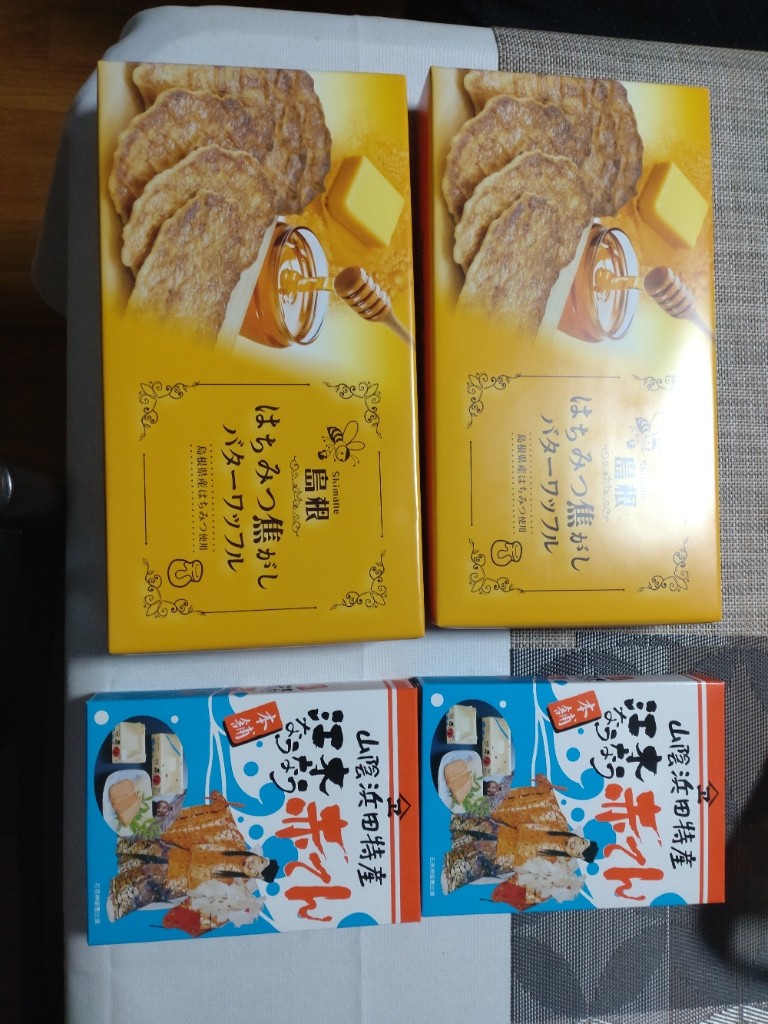 Shimane
島根
はちみつ焦がし
バターワッフル
島根県産はちみつ使用
Shimane
島根
はちみつ焦がし
バターワッフル
島根県産はちみつ使用
山陰浜田特産
江木
赤てん
本舗
山陰浜田特産
江木
赤てん
本舗